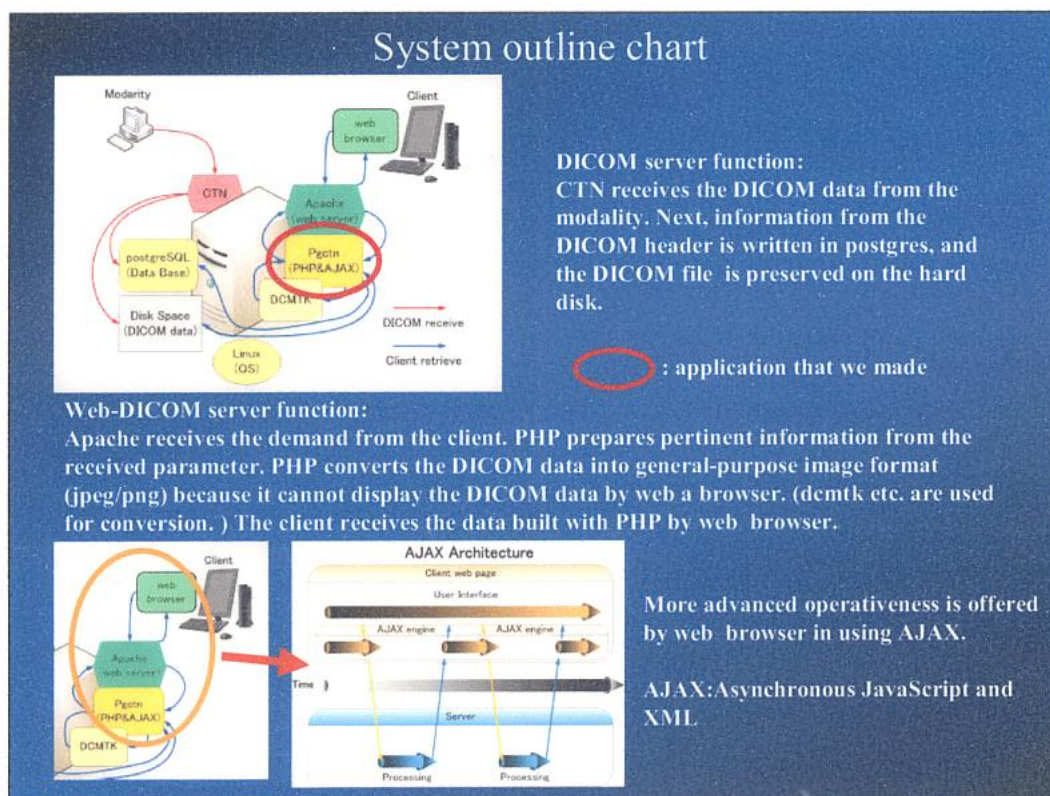 System outline chart
Modarity
Client
web
browser
CTN
Apache
(web server)
postgreSQL
(Data Base)
Pgctn
(PHP&AJAX)
DCMTK
Disk Space
(DICOM data)
Linux
(OS)
DICOM receive
Client retrieve
DICOM server function:
CTN receives the DICOM data from the
modality. Next, information from the
DICOM header is written in postgres, and
the DICOM file is preserved on the hard
disk.
: application that we made
Web-DICOM server function:
Apache receives the demand from the client. PHP prepares pertinent information from the
received parameter. PHP converts the DICOM data into general-purpose image format
(jpeg/png) because it cannot display the DICOM data by web a browser. (dcmtk etc. are used
for conversion. ) The client receives the data built with PHP by web browser.
Client
web
browser
Apache
(web server)
Pgctn
(PHP&AJAX)
DCMTK
AJAX Architecture
Client web page
User Interface
AJAX engine
AJAX engine
Time
Server
Processing
Processing
More advanced operativeness is offered
by web browser in using AJAX.
AJAX:Asynchronous JavaScript and
XML